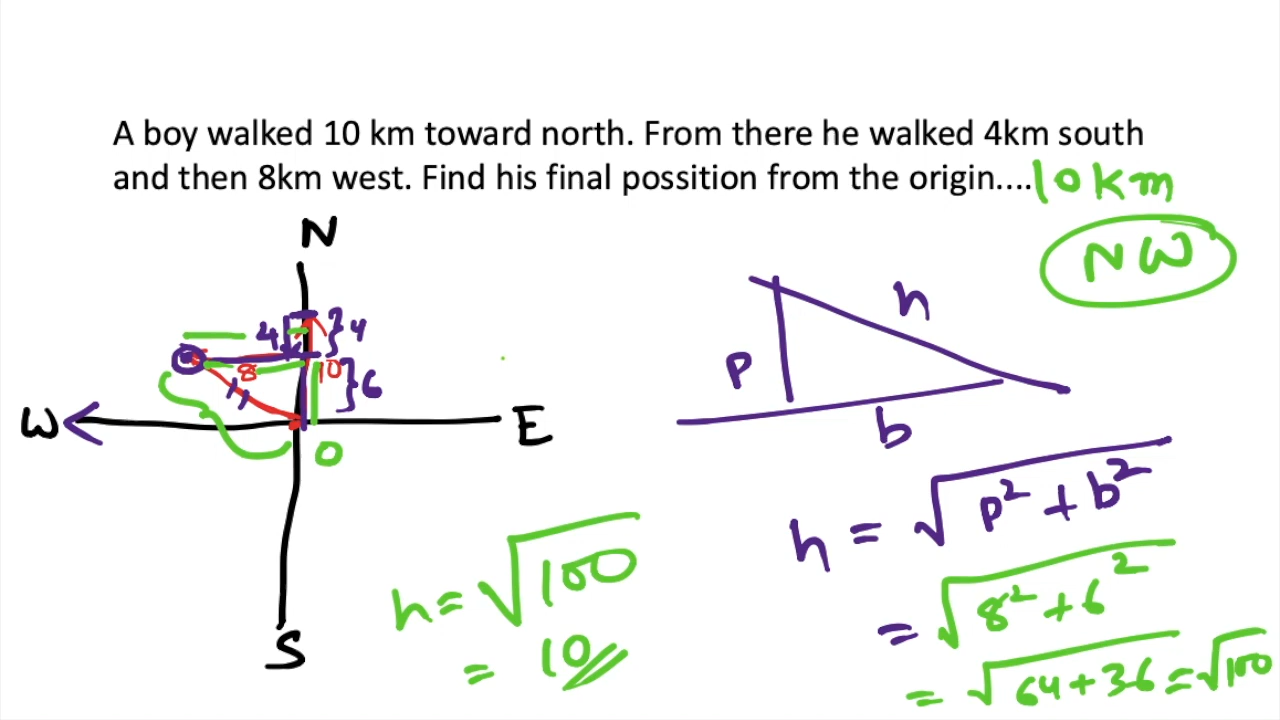 A boy walked 10 km toward north. From there he walked 4km south
and then 8km west. Find his final possition from the origin....10km
NW
N
4 } 4
8 10 } 6
W E
O
S
h
P
b
h = √p² + b²
= √8² + 6²
= √64 + 36 = √100
h = √100
= 10